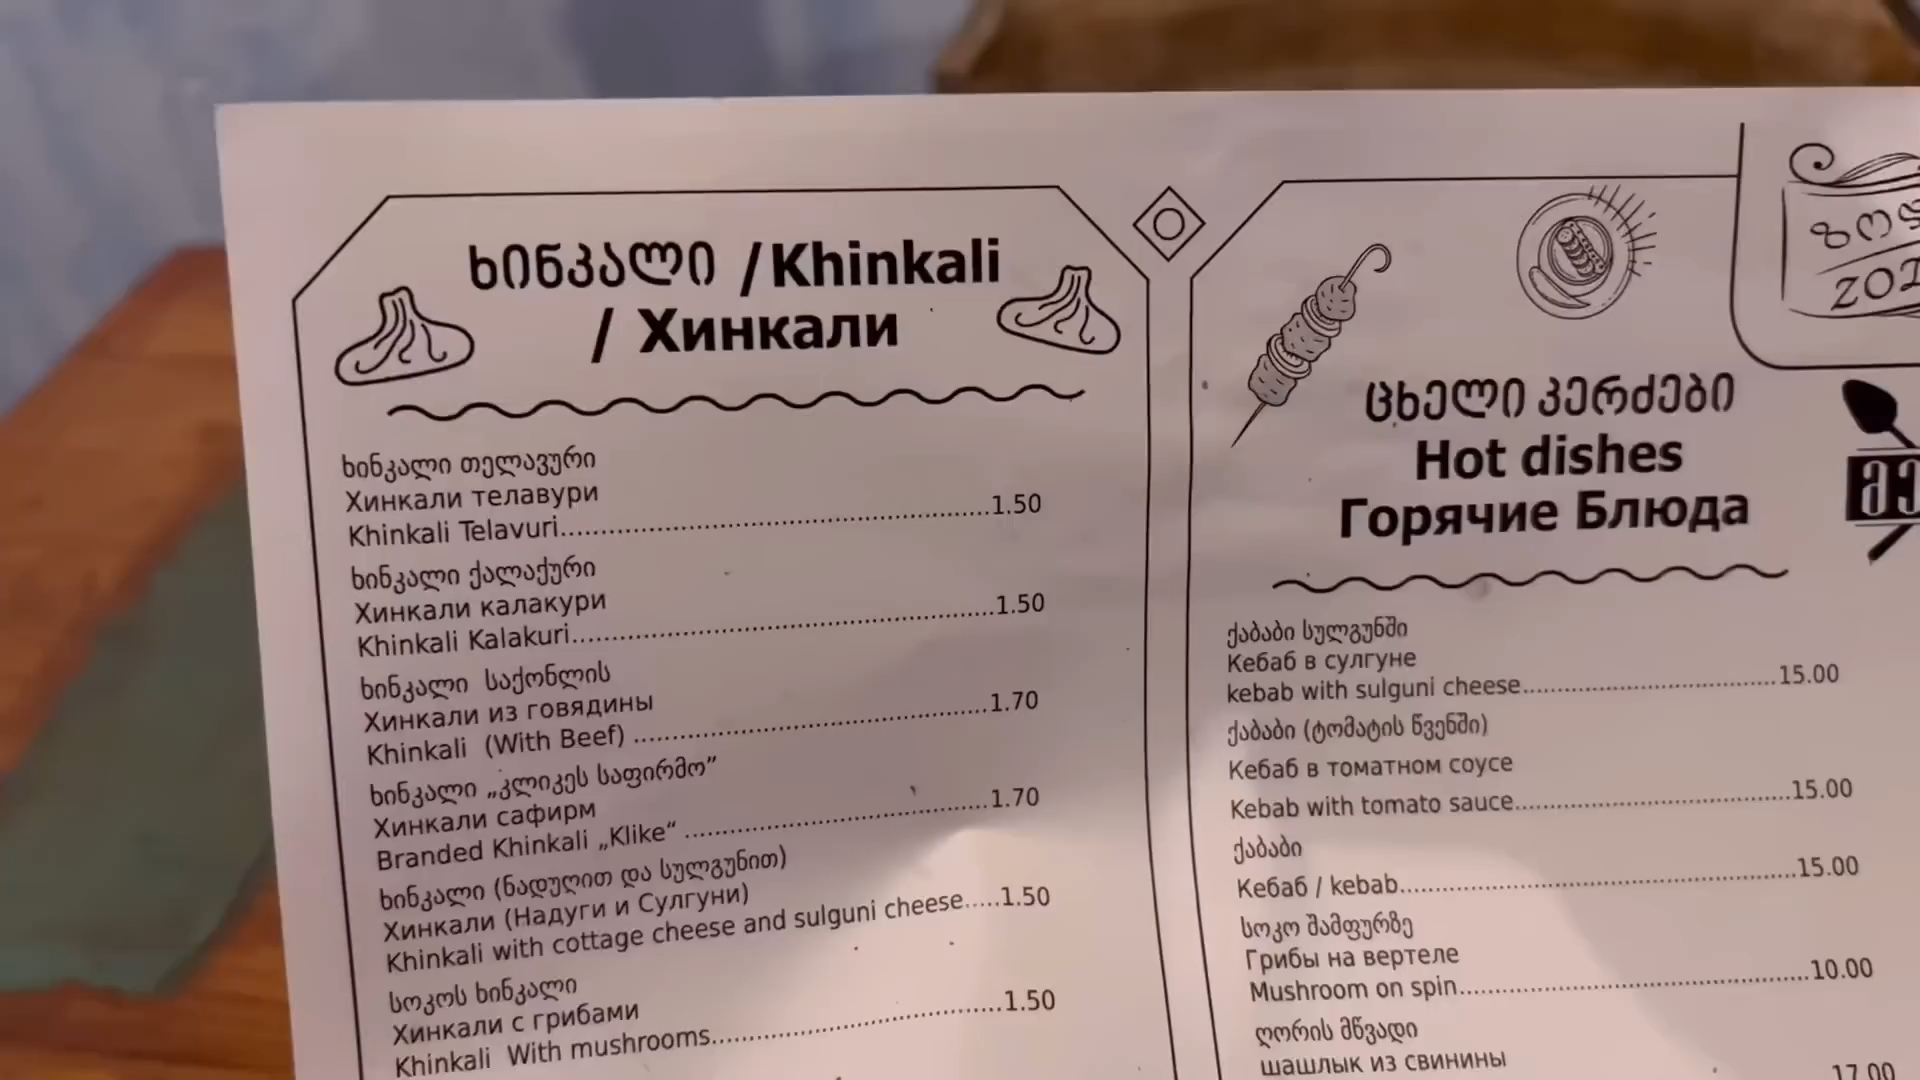 ხინკალი /Khinkali
/ Хинкали
ხინკალი თელავური
Хинкали телавури
Khinkali Telavuri.....1.50
ხინკალი ქალაქური
Хинкали калакури
Khinkali Kalakuri.....1.50
ხინკალი საქონლის
Хинкали из говядины
Khinkali (With Beef) .....1.70
ხინკალი „კლიკეს საფირმო”
Хинкали сафирм
Branded Khinkali „Klike“ .....1.70
ხინკალი (ნადუღით და სულგუნით)
Хинкали (Надуги и Сулгуни)
Khinkali with cottage cheese and sulguni cheese.....1.50
სოკოს ხინკალი
Хинкали с грибами
Khinkali With mushrooms.....1.50
ცხელი კერძები
Hot dishes
Горячие Блюда
ქაბაბი სულგუნში
Кебаб в сулгуне
kebab with sulguni cheese.....15.00
ქაბაბი (ტომატის წვენში)
Кебаб в томатном соусе
Kebab with tomato sauce.....15.00
ქაბაბი
Кебаб / kebab.....15.00
სოკო შამფურზე
Грибы на вертеле
Mushroom on spin.....10.00
ღორის მწვადი
шашлык из свинины
17.00